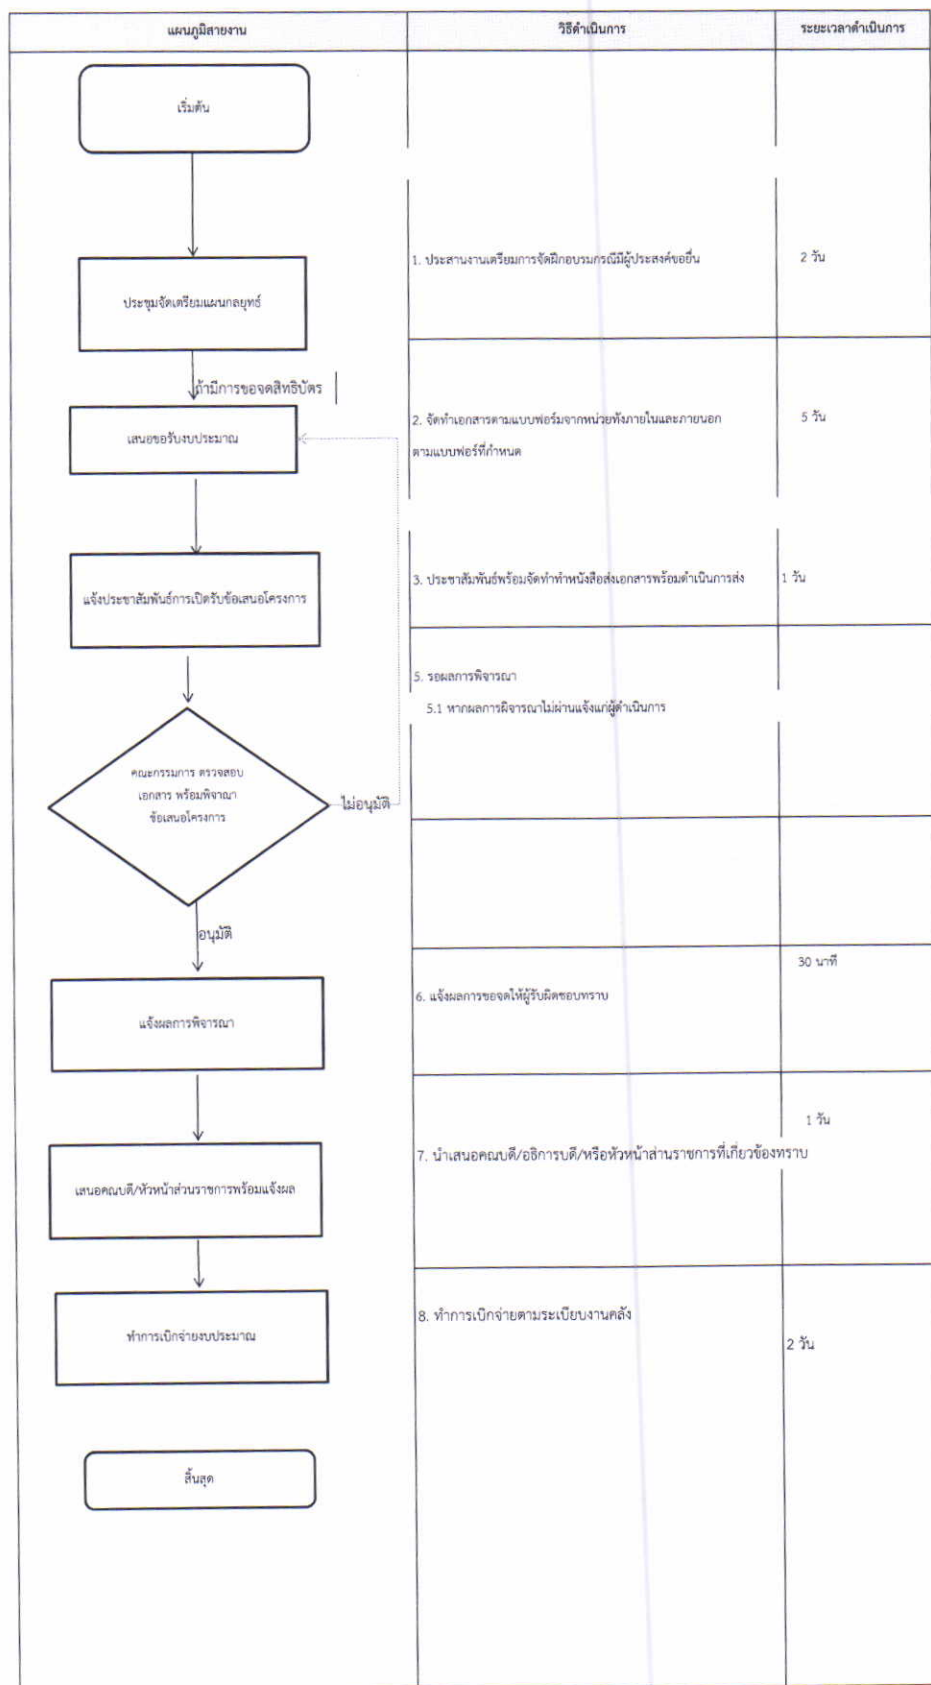 แผนภูมิสายงาน
วิธีดำเนินการ
ระยะเวลาดำเนินการ
เริ่มต้น
ประชุมจัดเตรียมแผนกลยุทธ์
1. ประสานงานเตรียมการจัดฝึกอบรมกรณีมีผู้ประสงค์ขอยื่น
2 วัน
ถ้ามีการขอจดสิทธิบัตร
เสนอขอรับงบประมาณ
2. จัดทำเอกสารตามแบบฟอร์มจากหน่วยทั้งภายในและภายนอก
ตามแบบฟอร์ที่กำหนด
5 วัน
แจ้งประชาสัมพันธ์การเปิดรับข้อเสนอโครงการ
3. ประชาสัมพันธ์พร้อมจัดทำทำหนังสือส่งเอกสารพร้อมดำเนินการส่ง
1 วัน
5. รอผลการพิจารณา
5.1 หากผลการพิจารณาไม่ผ่านแจ้งแก่ผู้ดำเนินการ
คณะกรรมการ ตรวจสอบ
เอกสาร พร้อมพิจาณา
ข้อเสนอโครงการ
ไม่อนุมัติ
อนุมัติ
แจ้งผลการพิจารณา
6. แจ้งผลการขอจดให้ผู้รับผิดชอบทราบ
30 นาที
เสนอคณบดี/หัวหน้าส่วนราชการพร้อมแจ้งผล
7. นำเสนอคณบดี/อธิการบดี/หรือหัวหน้าส่านราชการที่เกี่ยวข้องทราบ
1 วัน
ทำการเบิกจ่ายงบประมาณ
8. ทำการเบิกจ่ายตามระเบียบงานคลัง
2 วัน
สิ้นสุด